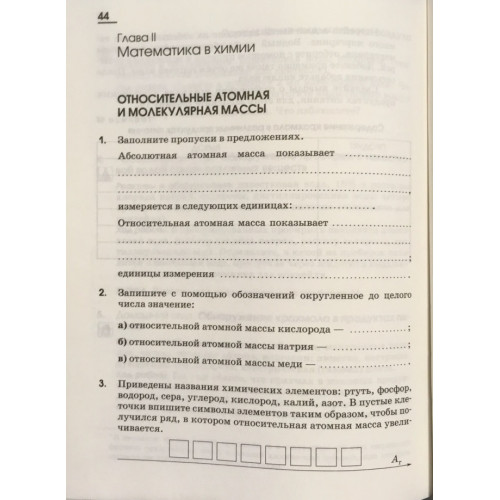 44
Глава II
Математика в химии
ОТНОСИТЕЛЬНЫЕ АТОМНАЯ
И МОЛЕКУЛЯРНАЯ МАССЫ
1. Заполните пропуски в предложениях.
Абсолютная атомная масса показывает ....................
..............................................................................
.............................................................................. ,
измеряется в следующих единицах: ..................... .
Относительная атомная масса показывает ................
..............................................................................
.............................................................................. ;
единицы измерения ................................................
2. Запишите с помощью обозначений округленное до целого
числа значение:
а) относительной атомной массы кислорода — ............ ;
б) относительной атомной массы натрия — ............ ;
в) относительной атомной массы меди — ............ .
3. Приведены названия химических элементов: ртуть, фосфор,
водород, сера, углерод, кислород, калий, азот. В пустые кле-
точки впишите символы элементов таким образом, чтобы по-
лучился ряд, в котором относительная атомная масса увели-
чивается.
Ar